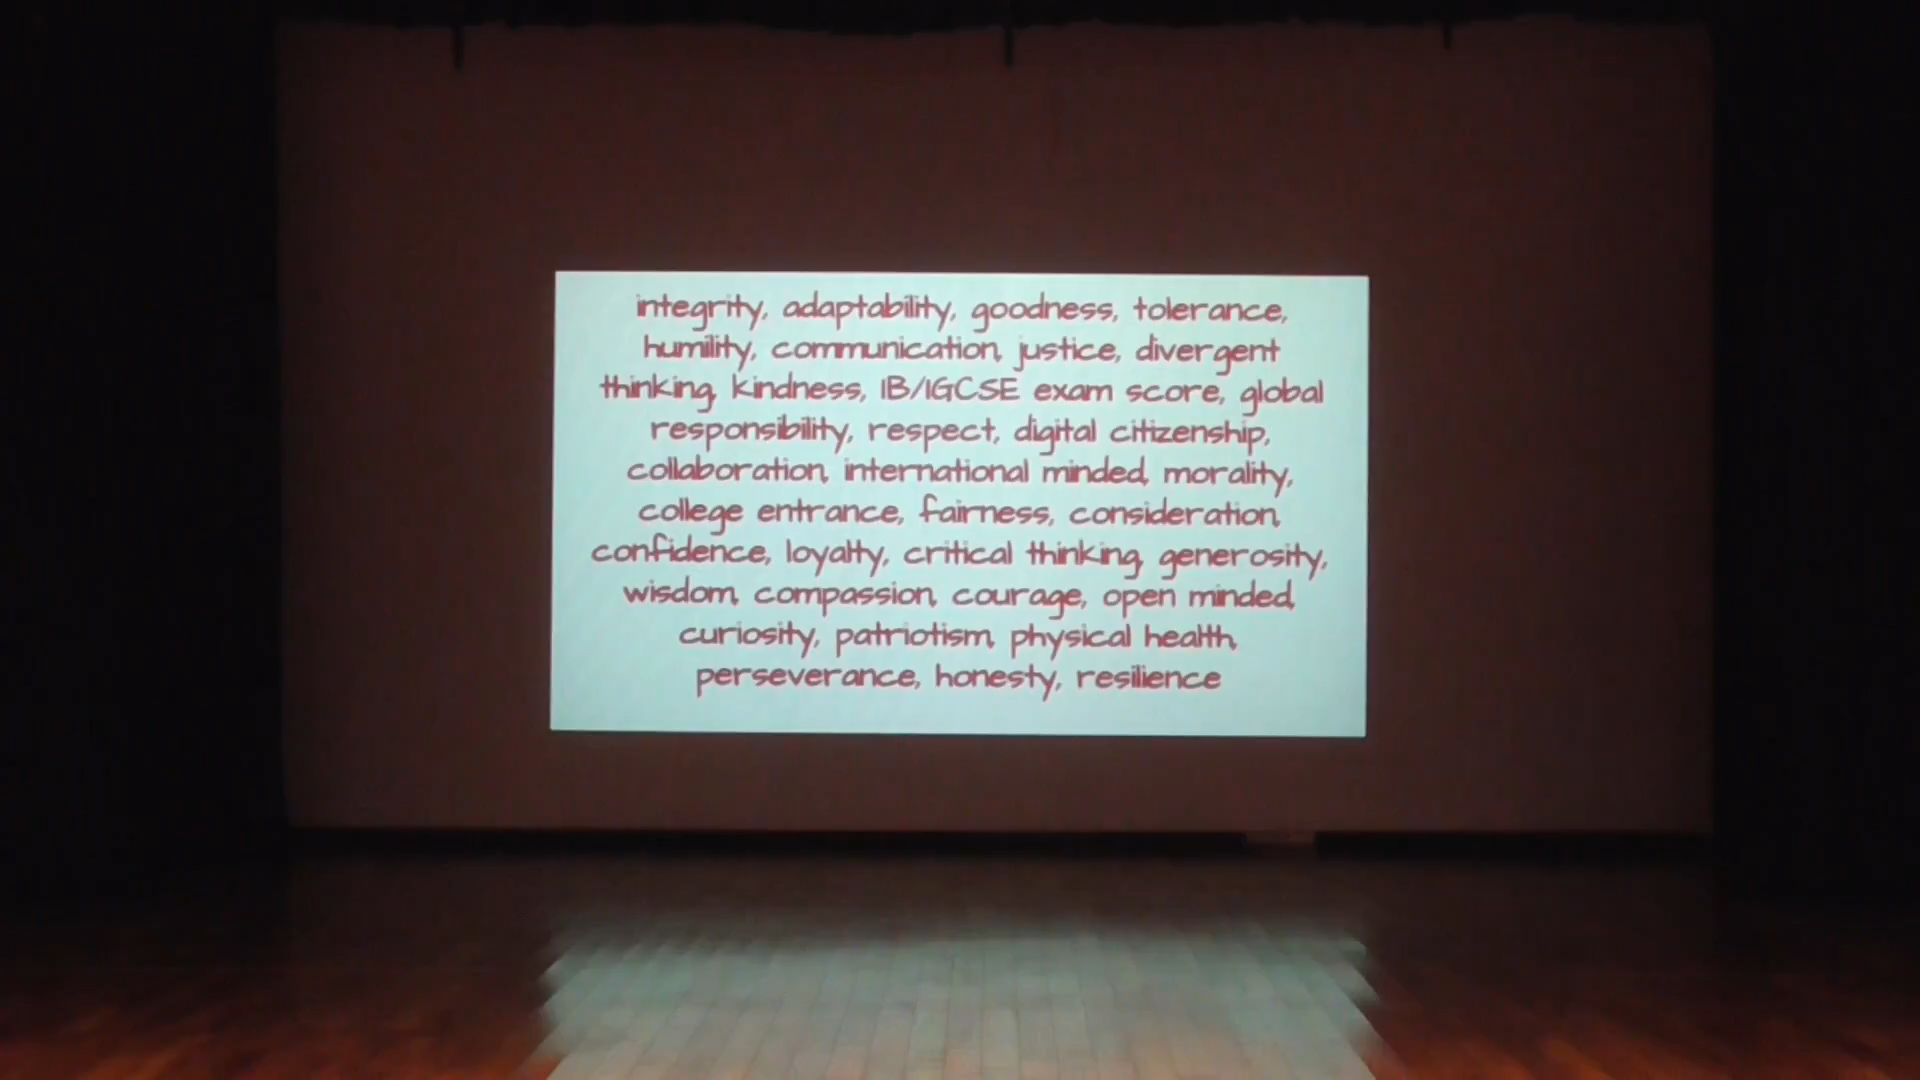 integrity, adaptability, goodness, tolerance,
humility, communication, justice, divergent
thinking, kindness, IB/IGCSE exam score, global
responsibility, respect, digital citizenship,
collaboration, international minded, morality,
college entrance, fairness, consideration,
confidence, loyalty, critical thinking, generosity,
wisdom, compassion, courage, open minded,
curiosity, patriotism, physical health,
perseverance, honesty, resilience